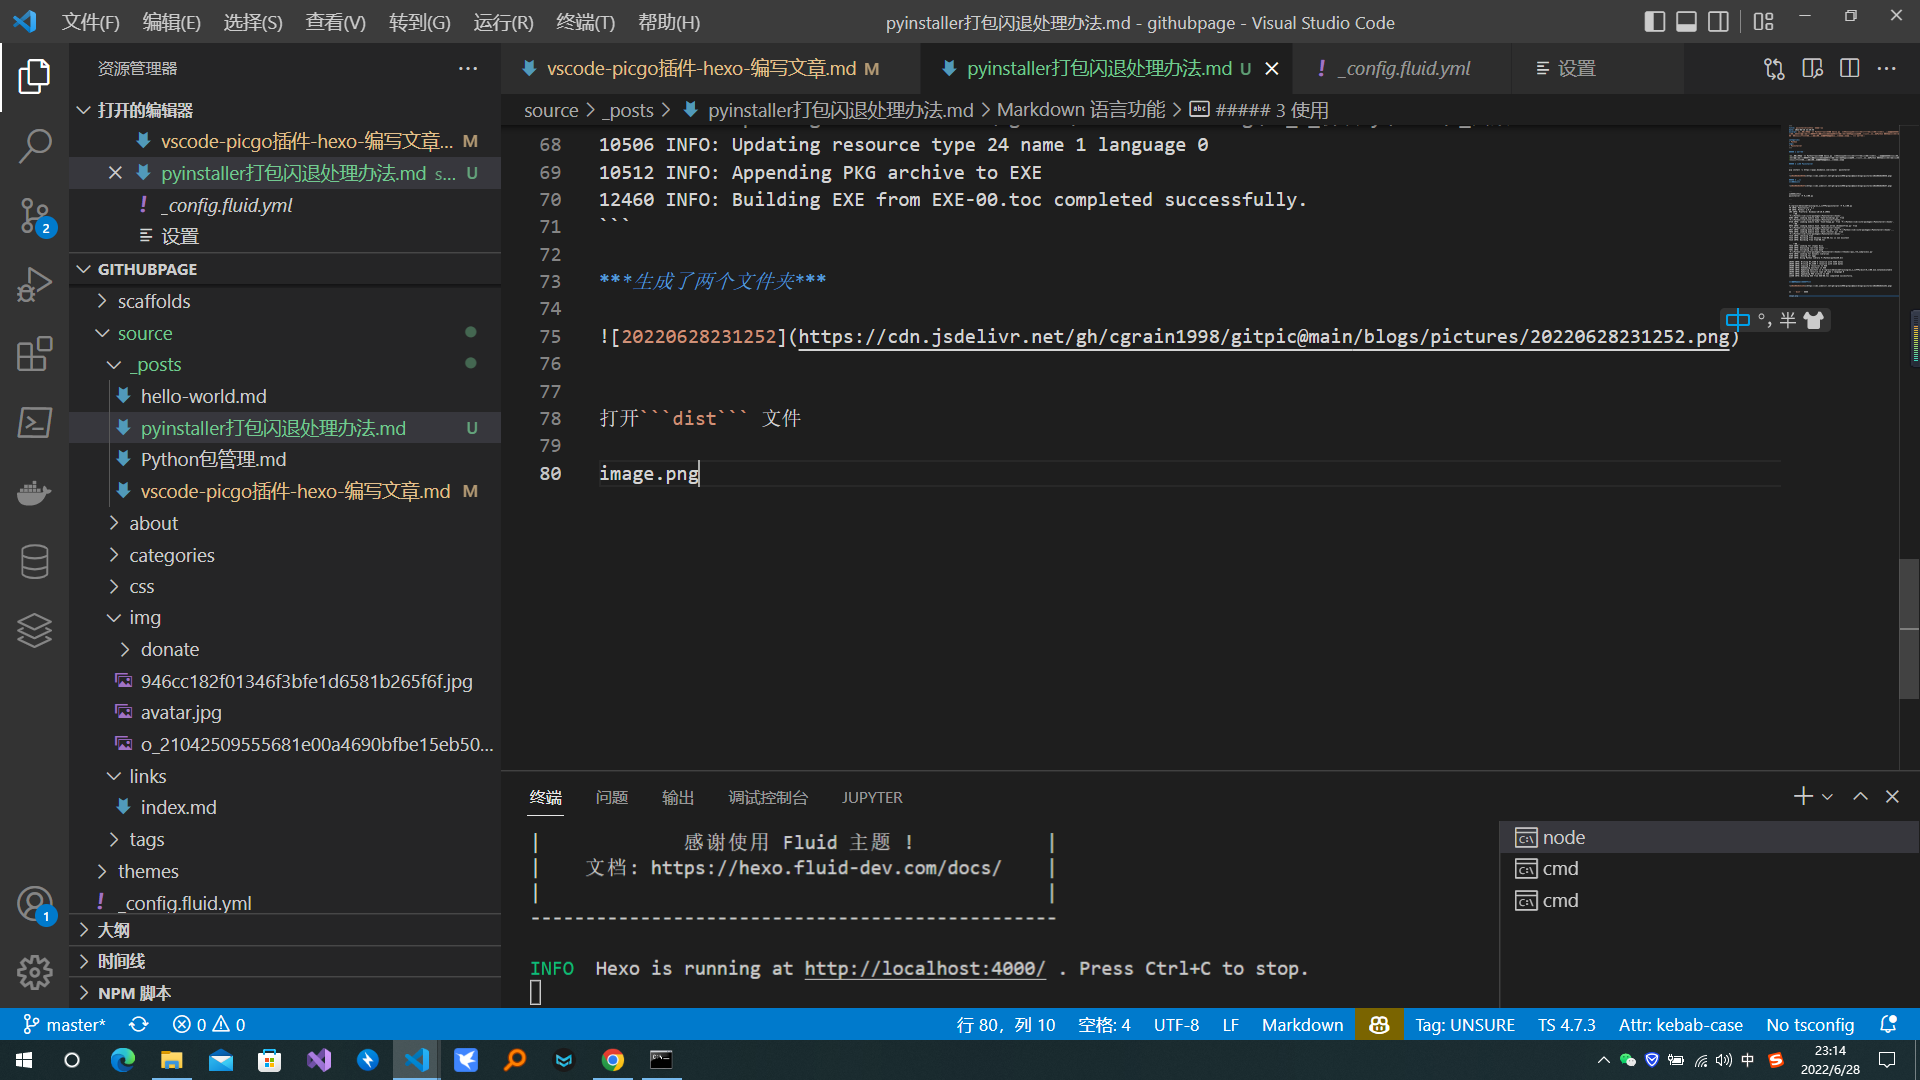 文件(F) 编辑(E) 选择(S) 查看(V) 转到(G) 运行(R) 终端(T) 帮助(H)
pyinstaller打包闪退处理办法.md - githubpage - Visual Studio Code
资源管理器
打开的编辑器
vscode-picgo插件-hexo-编写文章... M
pyinstaller打包闪退处理办法.md s... U
! _config.fluid.yml
设置
GITHUBPAGE
scaffolds
source
_posts
hello-world.md
pyinstaller打包闪退处理办法.md U
Python包管理.md
vscode-picgo插件-hexo-编写文章.md M
about
categories
css
img
donate
946cc182f01346f3bfe1d6581b265f6f.jpg
avatar.jpg
o_21042509555681e00a4690bfbe15eb50...
links
index.md
tags
themes
! _config.fluid.yml
大纲
时间线
NPM 脚本
2
1
vscode-picgo插件-hexo-编写文章.md M
pyinstaller打包闪退处理办法.md U
! _config.fluid.yml
设置
source > _posts > pyinstaller打包闪退处理办法.md > Markdown 语言功能 > abc ##### 3 使用
68 10506 INFO: Updating resource type 24 name 1 language 0
69 10512 INFO: Appending PKG archive to EXE
70 12460 INFO: Building EXE from EXE-00.toc completed successfully.
71 ```
72
73 ***生成了两个文件夹***
74
75 ![20220628231252](https://cdn.jsdelivr.net/gh/cgrain1998/gitpic@main/blogs/pictures/20220628231252.png)
76
77
78 打开```dist``` 文件
79
80 image.png
中 °, 半
终端 问题 输出 调试控制台 JUPYTER
| 感谢使用 Fluid 主题 ! |
| 文档: https://hexo.fluid-dev.com/docs/ |
| |
------------------------------------------------
INFO Hexo is running at http://localhost:4000/ . Press Ctrl+C to stop.
node
cmd
cmd
master* 0 0
行 80，列 10 空格: 4 UTF-8 LF Markdown Tag: UNSURE TS 4.7.3 Attr: kebab-case No tsconfig
中
23:14
2022/6/28